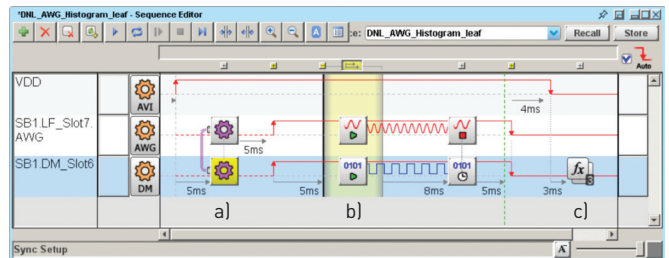 'DNL_AWG_Histogram_leaf - Sequence Editor
ce: DNL_AWG_Histogram_leaf Recall Store
Auto
VDD
AVI
4ms
SB1.LF_Slot7.
AWG
AWG
5ms
SB1.DM_Slot6
DM
0101
0101
fx
3
5ms
5ms
8ms
5ms
3ms
a)
b)
c)
Sync Setup
A